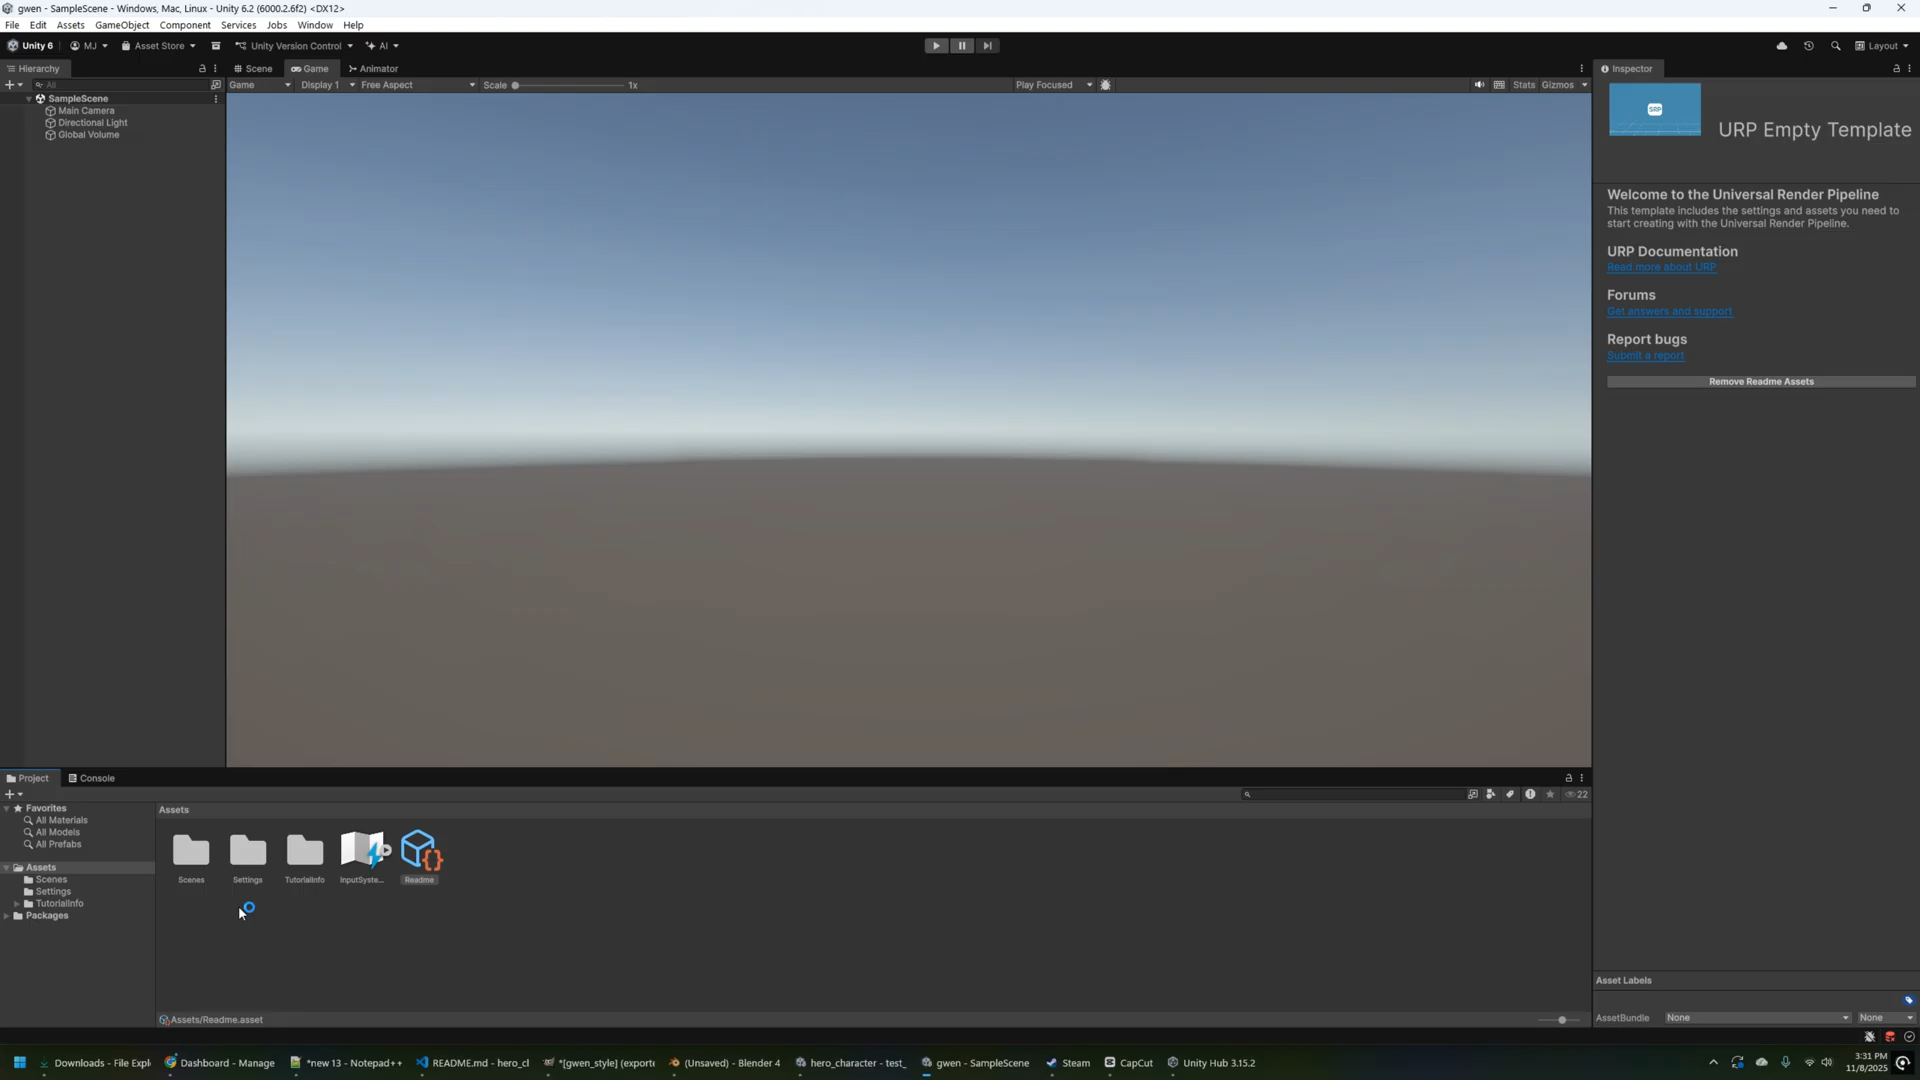 gwen - SampleScene - Windows, Mac, Linux - Unity 6.2 (6000.2.6f2) <DX12>
File Edit Assets GameObject Component Services Jobs Window Help
Unity 6 MJ Asset Store Unity Version Control AI Layout
Hierarchy
Scene Game Animator
Inspector
All
Game Display 1 Free Aspect Scale 1x Play Focused Stats Gizmos
SampleScene
Main Camera
Directional Light
Global Volume
SRP
URP Empty Template
Welcome to the Universal Render Pipeline
This template includes the settings and assets you need to
start creating with the Universal Render Pipeline.
URP Documentation
Read more about URP
Forums
Get answers and support
Report bugs
Submit a report
Remove Readme Assets
Project Console
22
Favorites
All Materials
All Models
All Prefabs
Assets
Scenes
Settings
TutorialInfo
Packages
Assets
Scenes Settings TutorialInfo InputSyste... Readme
Assets/Readme.asset
Asset Labels
AssetBundle None None
Downloads - File Expl Dashboard - Manage *new 13 - Notepad++ README.md - hero_cl *[gwen_style] (exporte (Unsaved) - Blender 4 hero_character - test_ gwen - SampleScene Steam CapCut Unity Hub 3.15.2
3:31 PM
11/8/2025